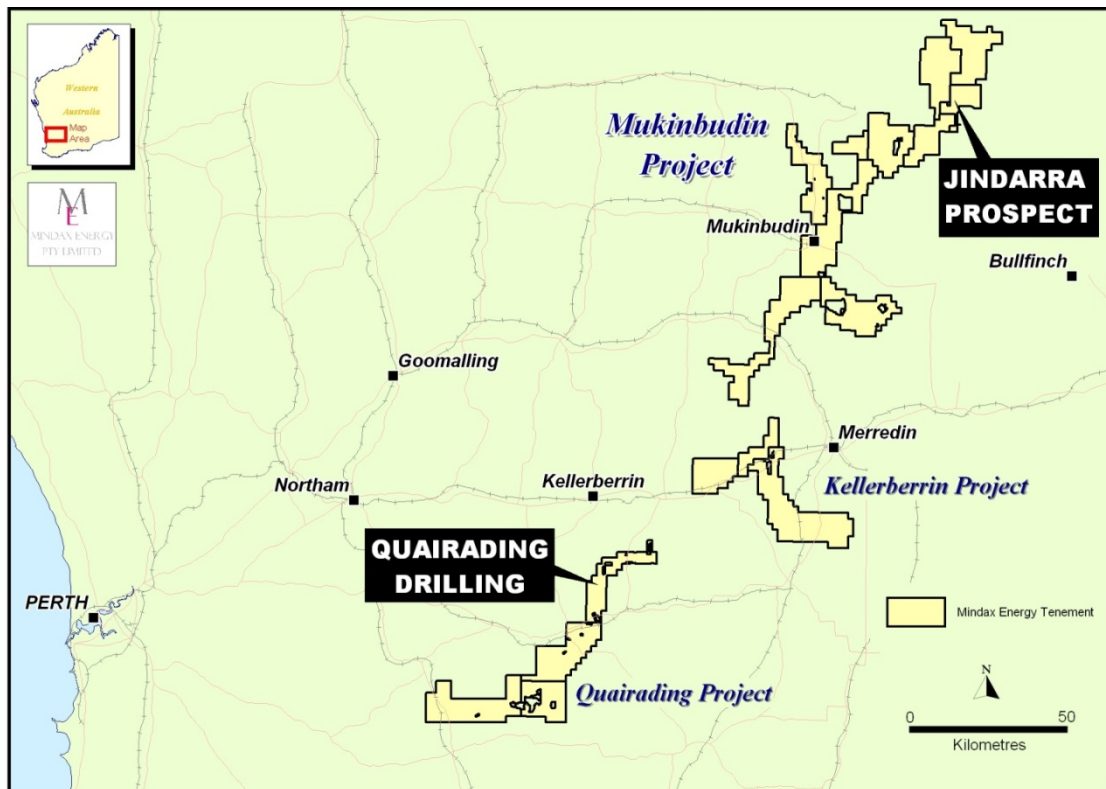 Western
Australia
Map
Area
M
E
MINDAX ENERGY
PTY LIMITED
Mukinbudin
Project
JINDARRA
PROSPECT
Mukinbudin
Bullfinch
Goomalling
Merredin
Kellerberrin
Northam
Kellerberrin Project
QUAIRADING
DRILLING
PERTH
Mindax Energy Tenement
Quairading Project
N
0 50
Kilometres